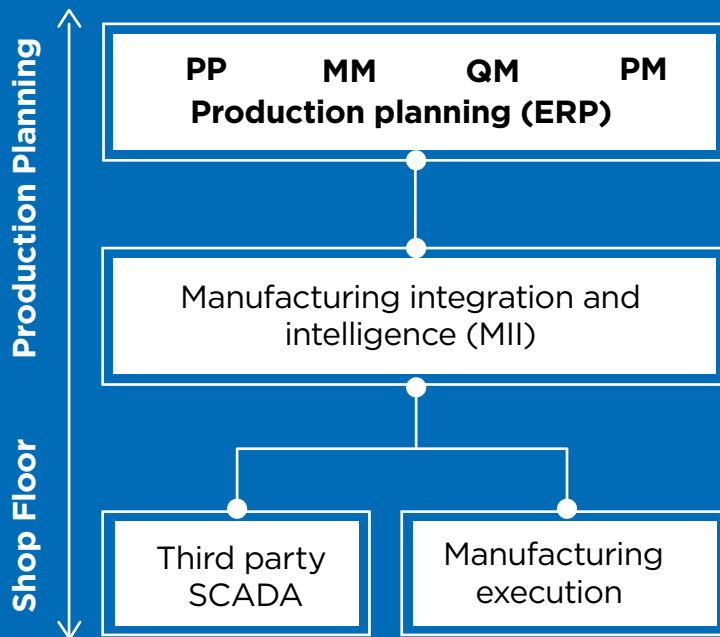 Production Planning
Shop Floor
PP MM QM PM
Production planning (ERP)
Manufacturing integration and
intelligence (MII)
Third party
SCADA
Manufacturing
execution